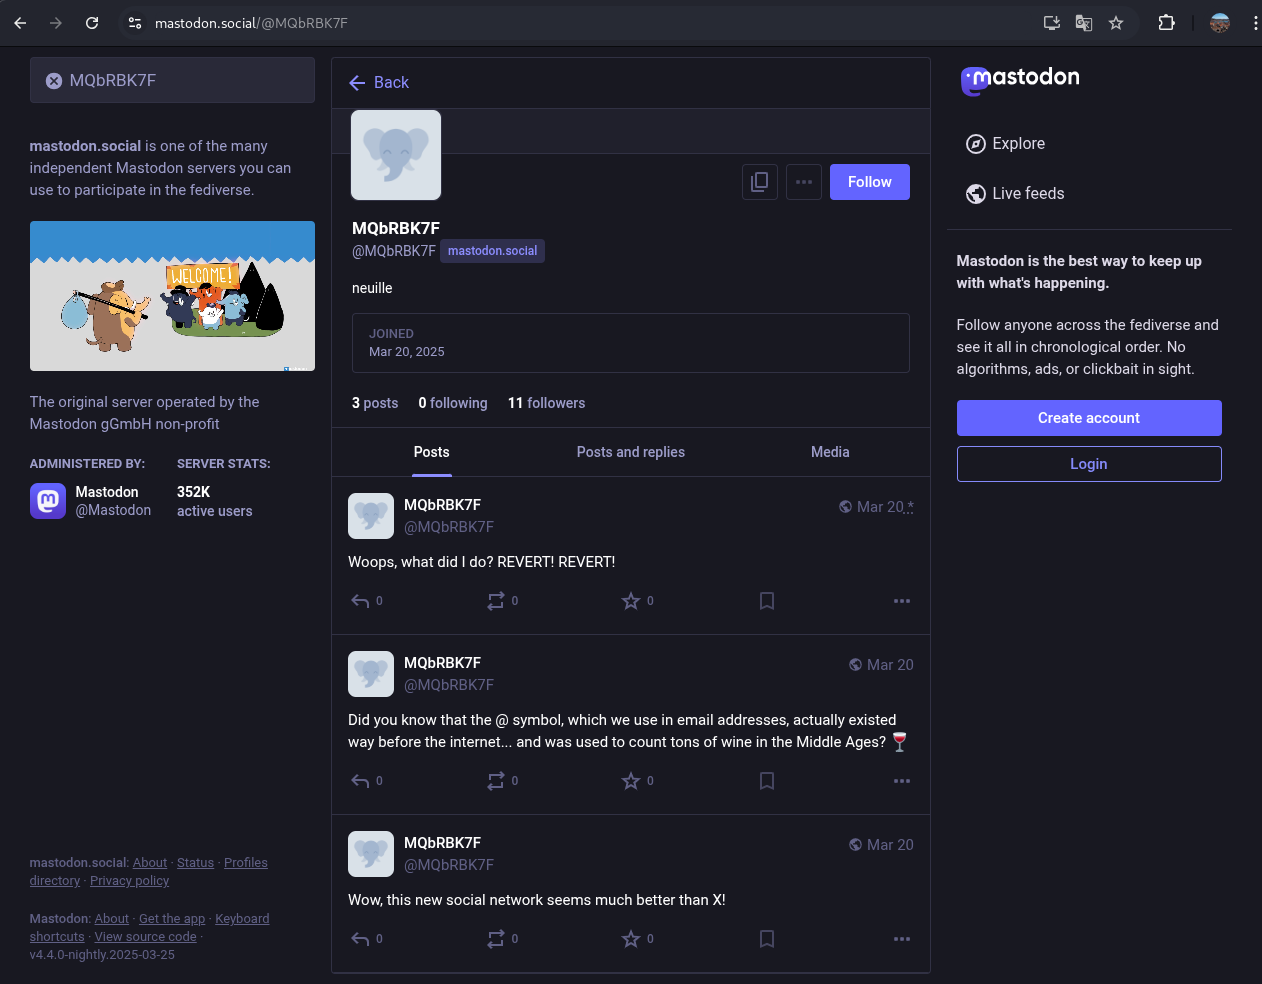 mastodon.social/@MQbRBK7F
MQbRBK7F
mastodon.social is one of the many
independent Mastodon servers you can
use to participate in the fediverse.
WELCOME!
The original server operated by the
Mastodon gGmbH non-profit
ADMINISTERED BY:
Mastodon
@Mastodon
SERVER STATS:
352K
active users
mastodon.social: About · Status · Profiles
directory · Privacy policy
Mastodon: About · Get the app · Keyboard
shortcuts · View source code ·
v4.4.0-nightly.2025-03-25
Back
Follow
MQbRBK7F
@MQbRBK7F mastodon.social
neuille
JOINED
Mar 20, 2025
3 posts 0 following 11 followers
Posts Posts and replies Media
MQbRBK7F Mar 20 *
@MQbRBK7F
Woops, what did I do? REVERT! REVERT!
0 0 0
MQbRBK7F Mar 20
@MQbRBK7F
Did you know that the @ symbol, which we use in email addresses, actually existed
way before the internet... and was used to count tons of wine in the Middle Ages? 🍷
0 0 0
MQbRBK7F Mar 20
@MQbRBK7F
Wow, this new social network seems much better than X!
0 0 0
mastodon
Explore
Live feeds
Mastodon is the best way to keep up
with what's happening.
Follow anyone across the fediverse and
see it all in chronological order. No
algorithms, ads, or clickbait in sight.
Create account
Login